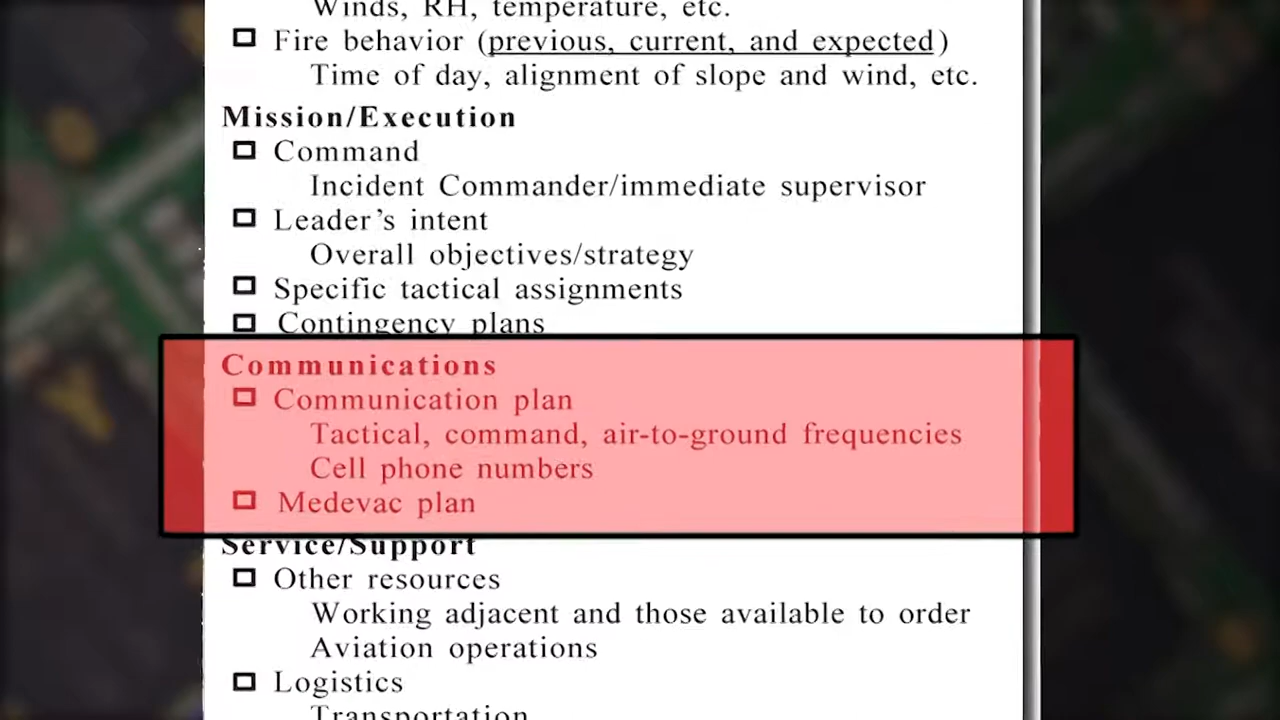 Winds, RH, temperature, etc.
Fire behavior (previous, current, and expected)
Time of day, alignment of slope and wind, etc.
Mission/Execution
Command
Incident Commander/immediate supervisor
Leader’s intent
Overall objectives/strategy
Specific tactical assignments
Contingency plans
Communications
Communication plan
Tactical, command, air-to-ground frequencies
Cell phone numbers
Medevac plan
Service/Support
Other resources
Working adjacent and those available to order
Aviation operations
Logistics
Transportation